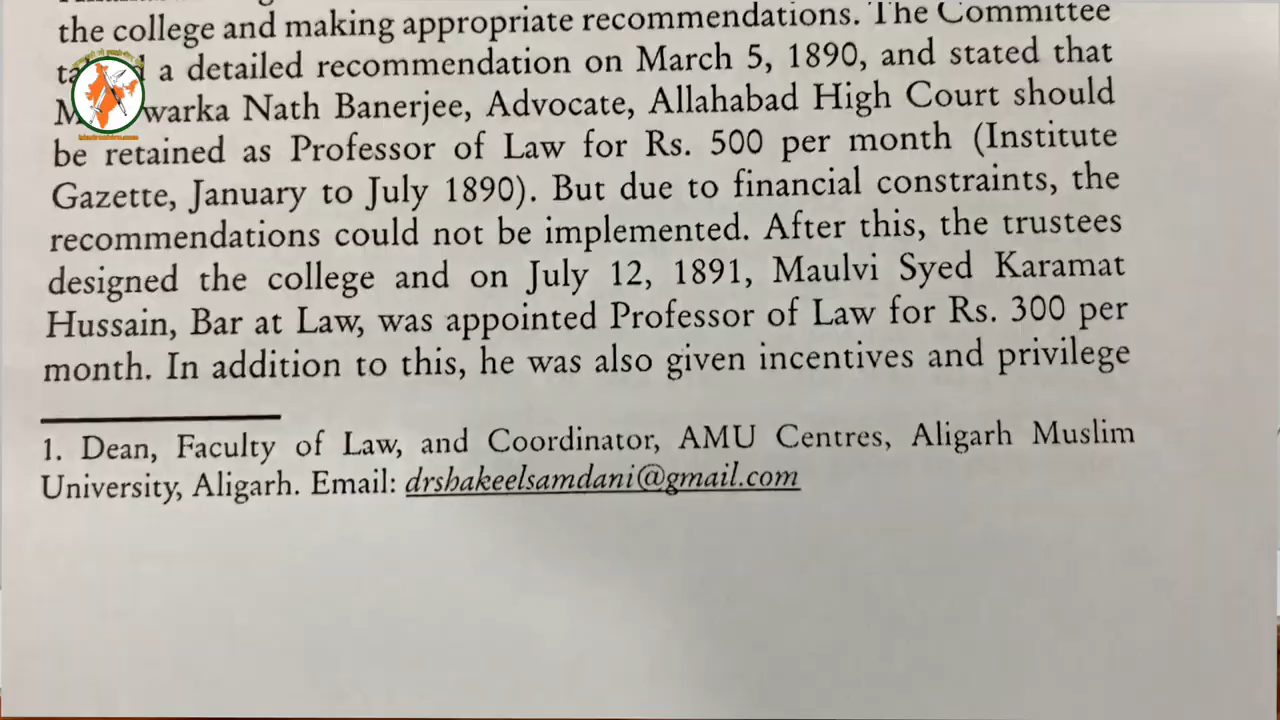 the college and making appropriate recommendations. The Committee
a detailed recommendation on March 5, 1890, and stated that
Nath Banerjee, Advocate, Allahabad High Court should
be retained as Professor of Law for Rs. 500 per month (Institute
Gazette, January to July 1890). But due to financial constraints, the
recommendations could not be implemented. After this, the trustees
designed the college and on July 12, 1891, Maulvi Syed Karamat
Hussain, Bar at Law, was appointed Professor of Law for Rs. 300 per
month. In addition to this, he was also given incentives and privilege
1. Dean, Faculty of Law, and Coordinator, AMU Centres, Aligarh Muslim
University, Aligarh. Email: drshakeelsamdani@gmail.com